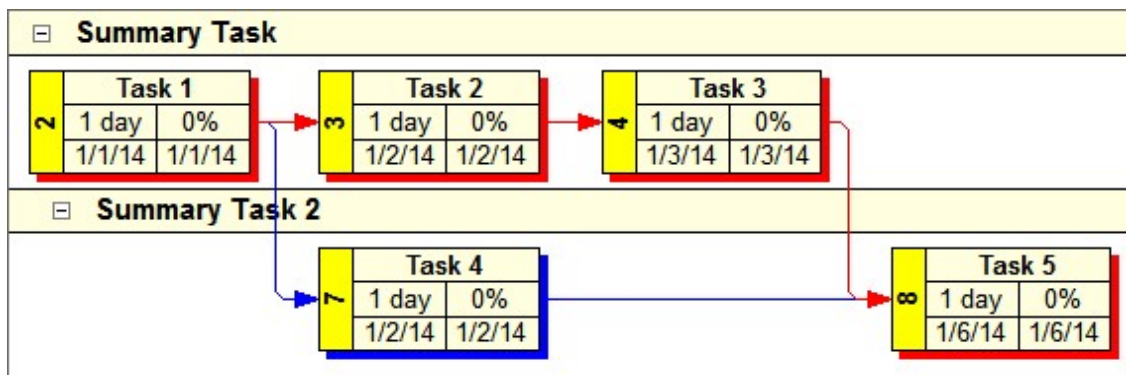 Summary Task
Task 1
2
1 day 0%
1/1/14 1/1/14
Task 2
3
1 day 0%
1/2/14 1/2/14
Task 3
4
1 day 0%
1/3/14 1/3/14
Summary Task 2
Task 4
7
1 day 0%
1/2/14 1/2/14
Task 5
8
1 day 0%
1/6/14 1/6/14